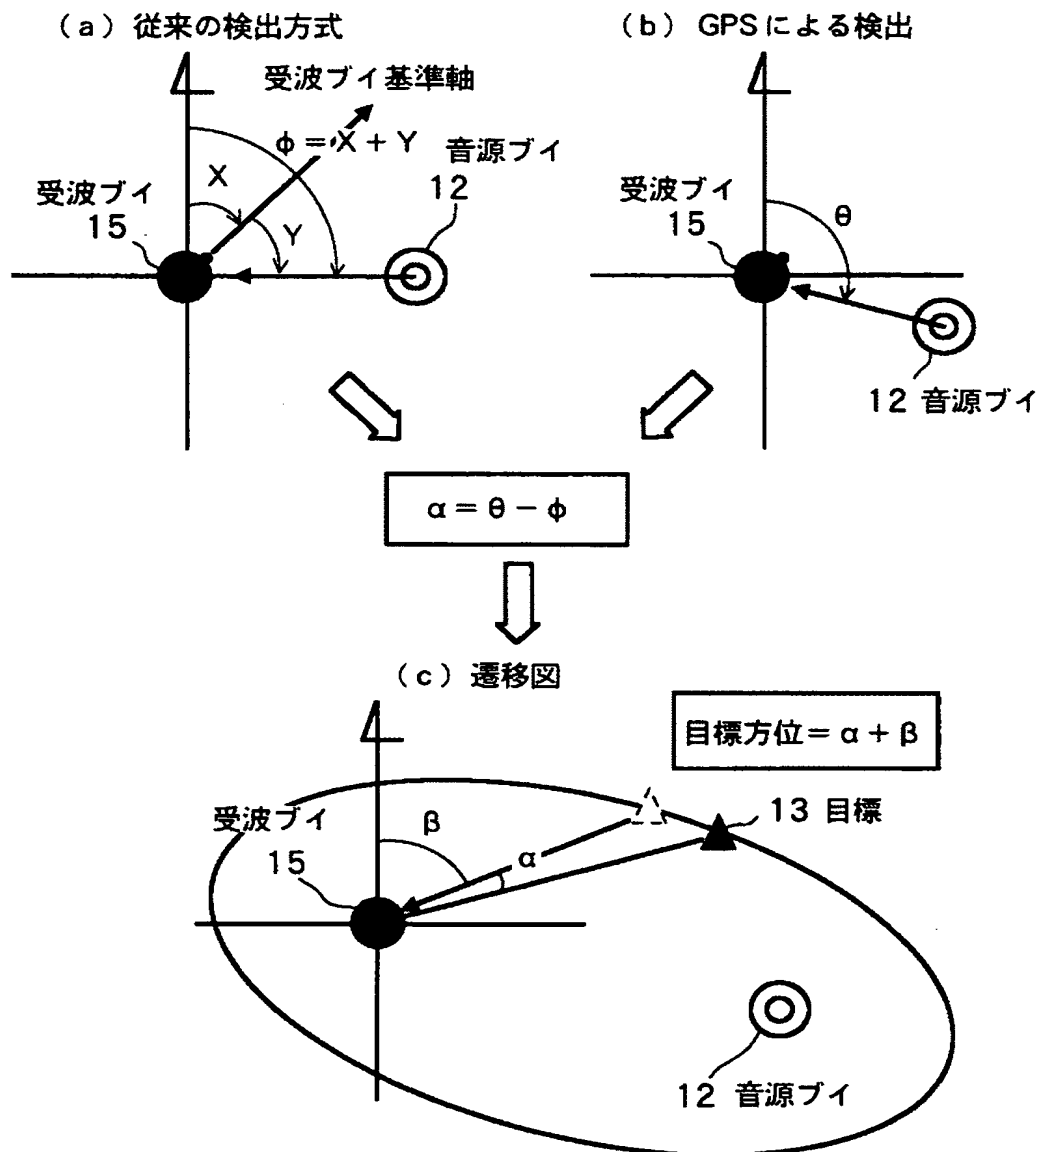 （a）従来の検出方式
受波ブイ基準軸
φ＝X＋Y
音源ブイ
12
X
受波ブイ
15
Y
（b）GPSによる検出
受波ブイ
15
θ
12 音源ブイ
α＝θ－φ
（c）遷移図
目標方位＝α＋β
受波ブイ
15
β
α
13 目標
12 音源ブイ